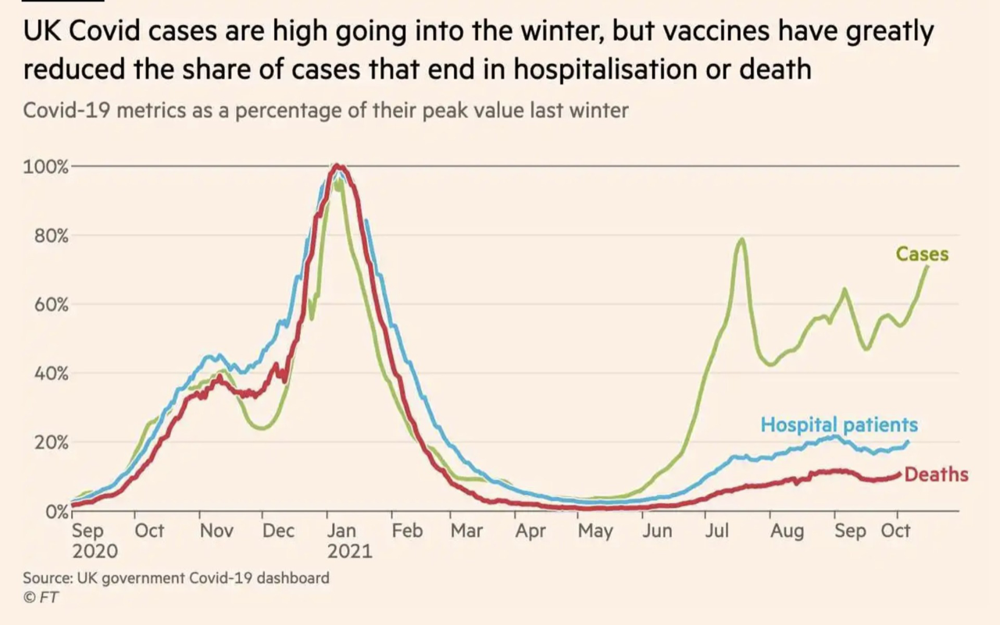 UK Covid cases are high going into the winter, but vaccines have greatly
reduced the share of cases that end in hospitalisation or death
Covid-19 metrics as a percentage of their peak value last winter
100%
80%
60%
40%
20%
0%
Cases
Hospital patients
Deaths
Sep Oct Nov Dec Jan Feb Mar Apr May Jun Jul Aug Sep Oct
2020 2021
Source: UK government Covid-19 dashboard
© FT